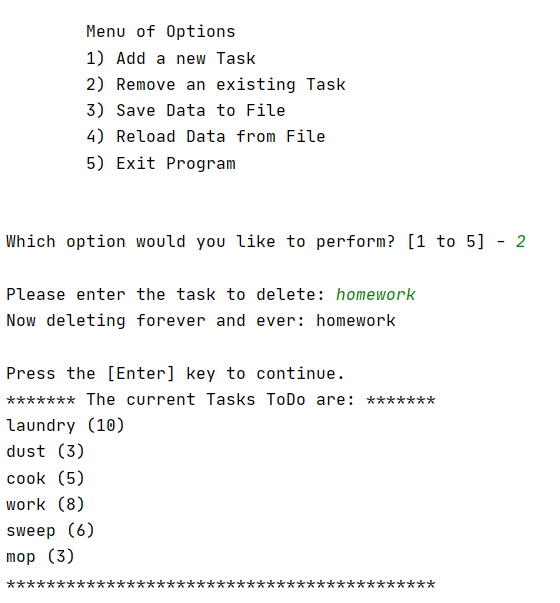 Menu of Options
1) Add a new Task
2) Remove an existing Task
3) Save Data to File
4) Reload Data from File
5) Exit Program
Which option would you like to perform? [1 to 5] - 2
Please enter the task to delete: homework
Now deleting forever and ever: homework
Press the [Enter] key to continue.
******* The current Tasks ToDo are: *******
laundry (10)
dust (3)
cook (5)
work (8)
sweep (6)
mop (3)
*******************************************